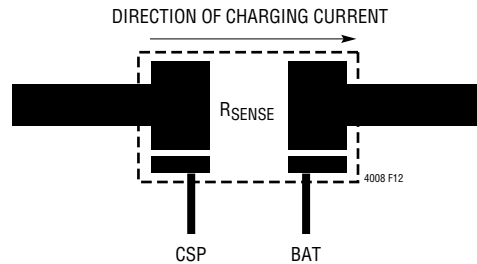 DIRECTION OF CHARGING CURRENT
RSENSE
4008 F12
CSP BAT